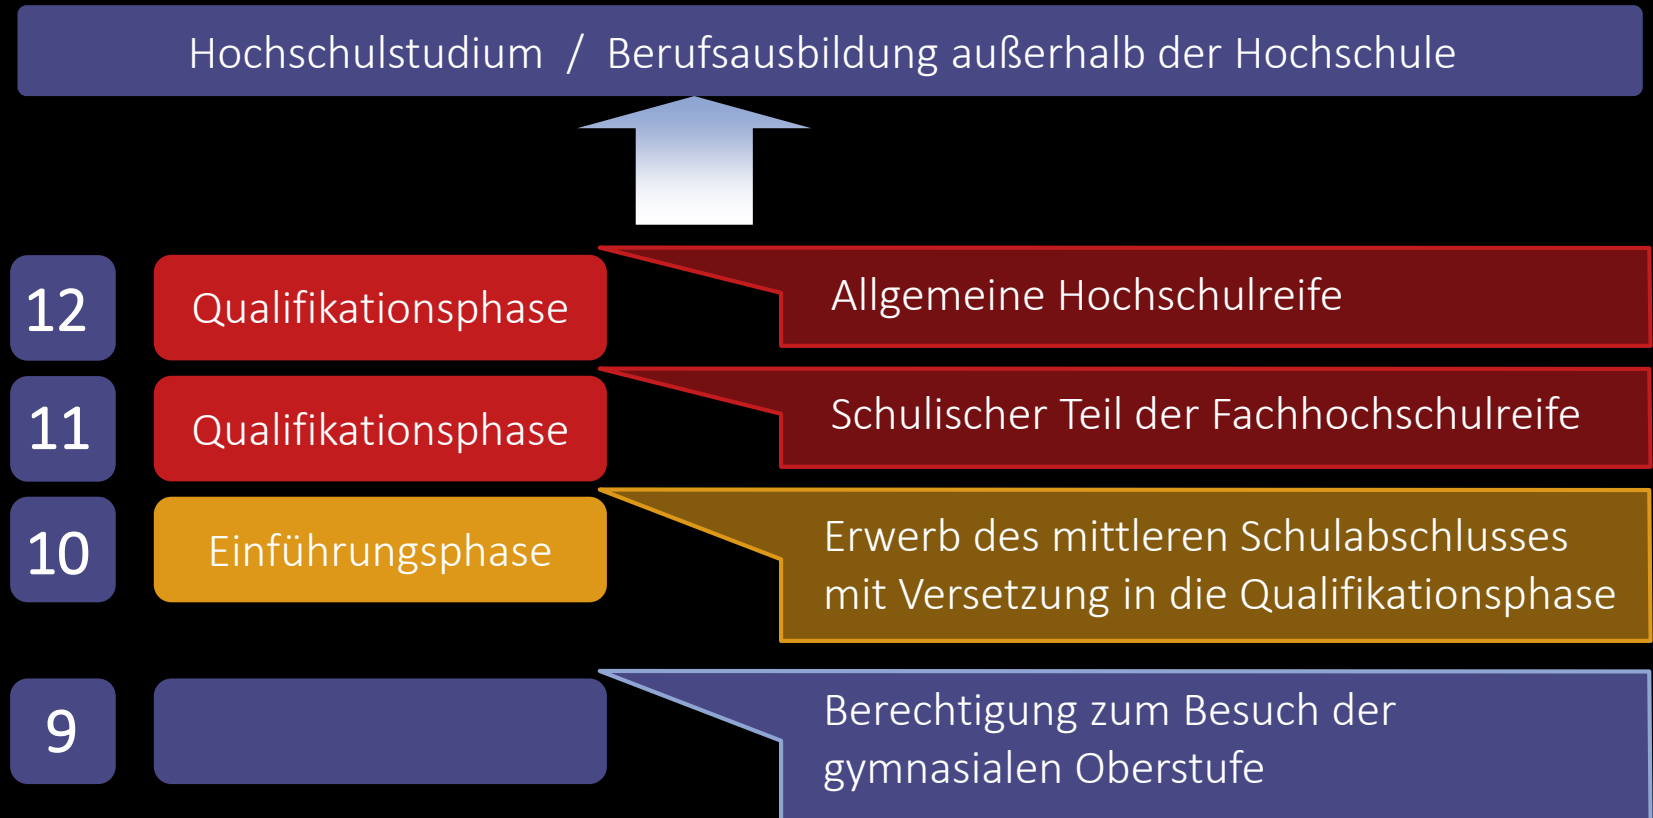 Hochschulstudium / Berufsausbildung außerhalb der Hochschule
12
Qualifikationsphase
Allgemeine Hochschulreife
11
Qualifikationsphase
Schulischer Teil der Fachhochschulreife
10
Einführungsphase
Erwerb des mittleren Schulabschlusses
mit Versetzung in die Qualifikationsphase
9
Berechtigung zum Besuch der
gymnasialen Oberstufe